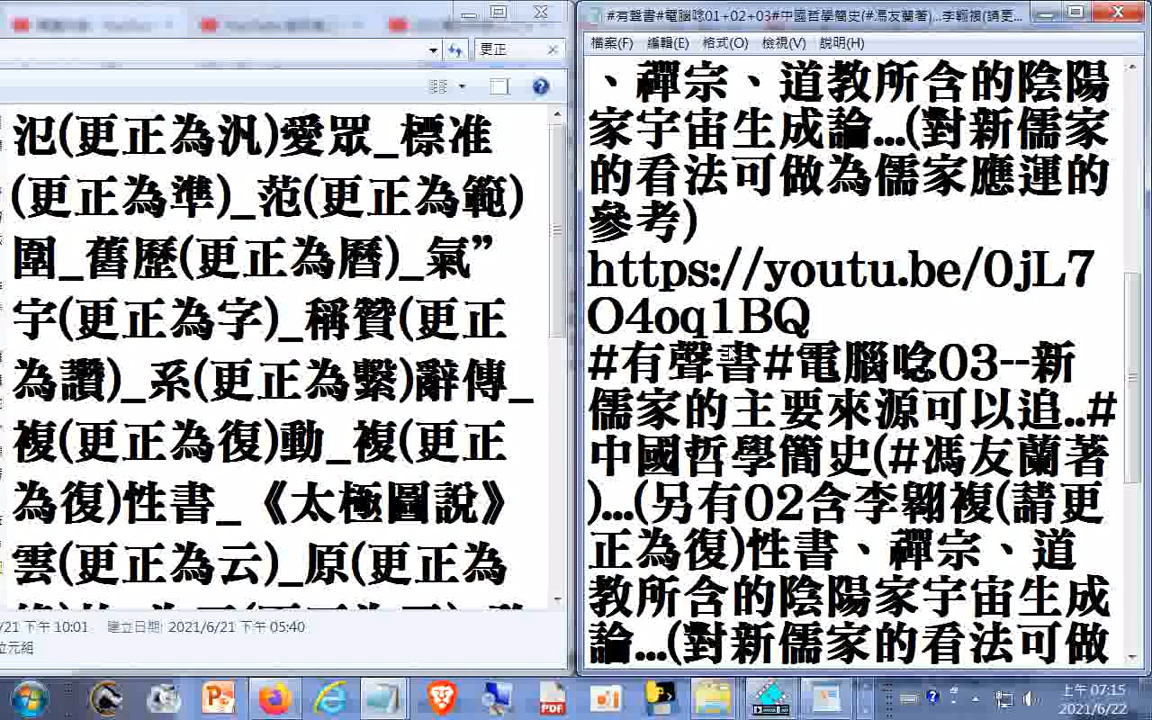 更正
氾(更正為汎)愛眾_標准
(更正為準)_范(更正為範)
圍_舊歷(更正為曆)_氣”
宇(更正為字)_稱贊(更正
為讚)_系(更正為繫)辭傳_
複(更正為復)動_複(更正
為復)性書_《太極圖說》
雲(更正為云)_原(更正為
/21 下午 10:01 建立日期: 2021/6/21 下午 05:40
位元組
#有聲書#電腦唸01+02+03#中國哲學簡史(#馮友蘭著)...李翱複(請更...
檔案(F) 編輯(E) 格式(O) 檢視(V) 說明(H)
、禪宗、道教所含的陰陽
家宇宙生成論...(對新儒家
的看法可做為儒家應運的
參考)
https://youtu.be/0jL7
O4oq1BQ
#有聲書#電腦唸03--新
儒家的主要來源可以追..#
中國哲學簡史(#馮友蘭著
)...(另有02含李翱複(請更
正為復)性書、禪宗、道
教所含的陰陽家宇宙生成
論...(對新儒家的看法可做
上午 07:15
2021/6/22